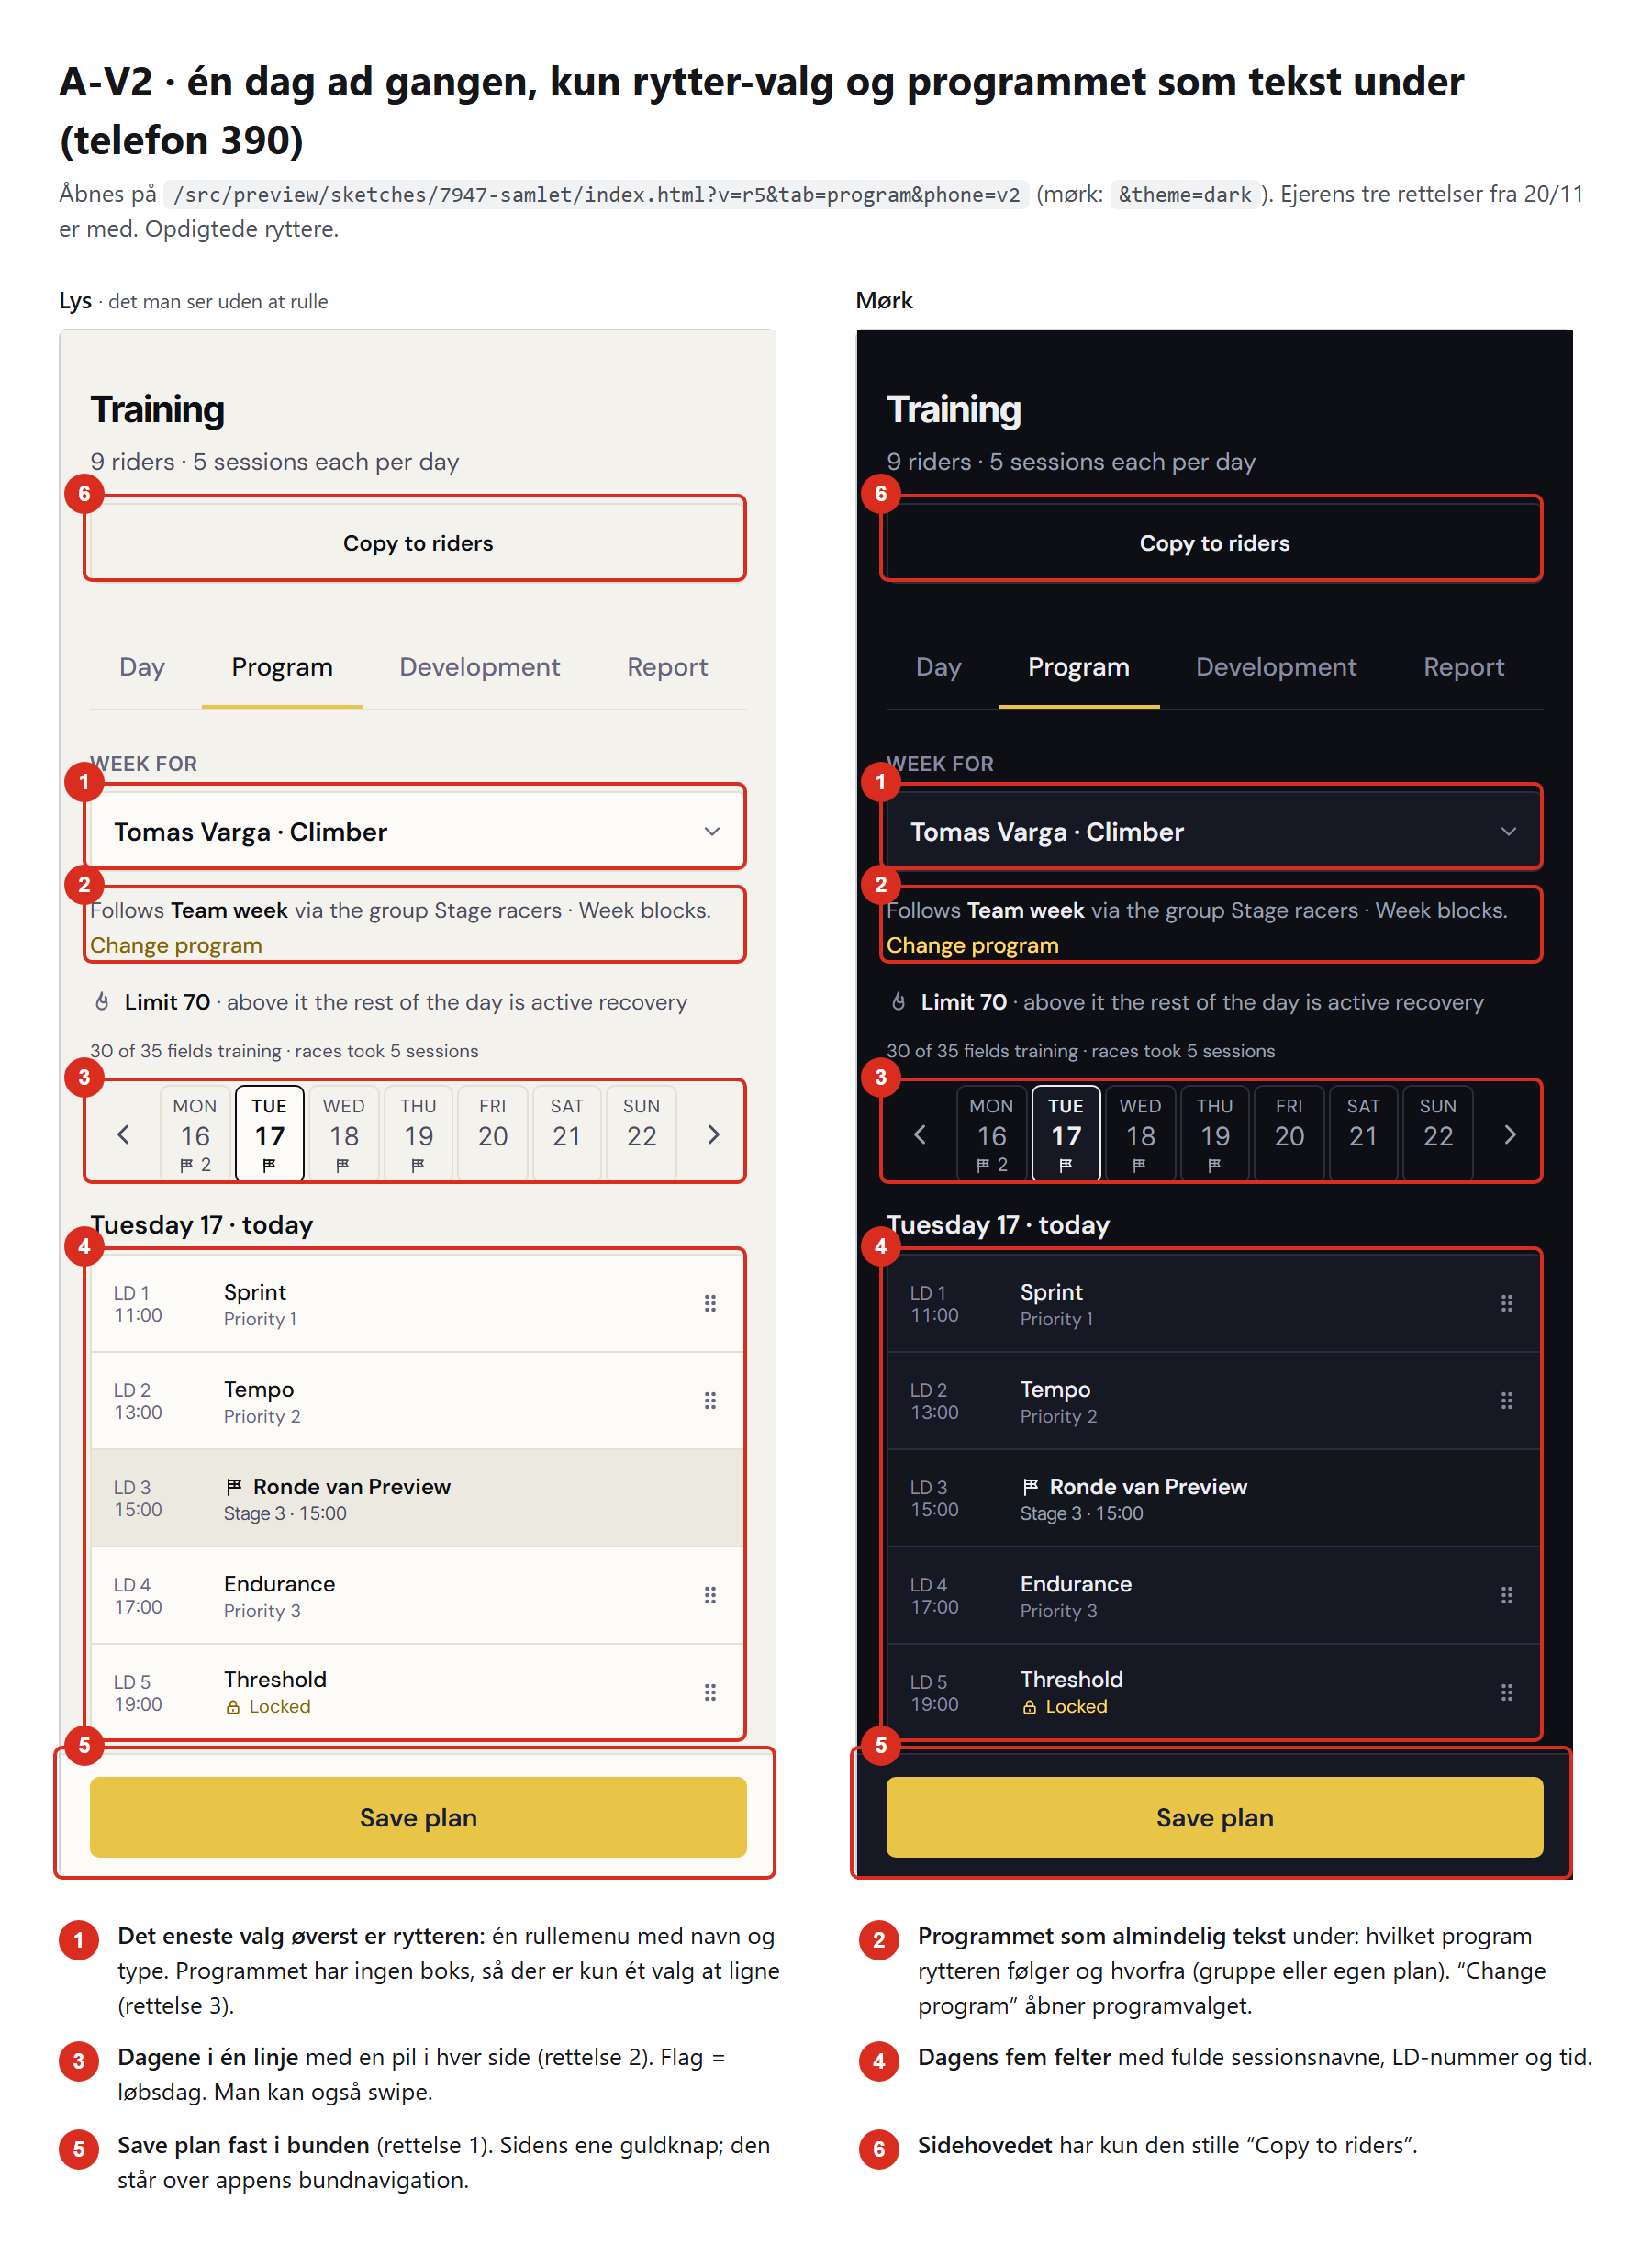 A-V2 · én dag ad gangen, kun rytter-valg og programmet som tekst under
(telefon 390)
Åbnes på /src/preview/sketches/7947-samlet/index.html?v=r5&tab=program&phone=v2 (mørk: &theme=dark). Ejerens tre rettelser fra 20/11
er med. Opdigtede ryttere.
Lys · det man ser uden at rulle
Training
9 riders · 5 sessions each per day
6
Copy to riders
Day Program Development Report
WEEK FOR
1
Tomas Varga · Climber
2
Follows Team week via the group Stage racers · Week blocks.
Change program
Limit 70 · above it the rest of the day is active recovery
30 of 35 fields training · races took 5 sessions
3
MON TUE WED THU FRI SAT SUN
16 17 18 19 20 21 22
2
Tuesday 17 · today
4
LD 1 Sprint
11:00 Priority 1
LD 2 Tempo
13:00 Priority 2
LD 3 Ronde van Preview
15:00 Stage 3 · 15:00
LD 4 Endurance
17:00 Priority 3
LD 5 Threshold
19:00 Locked
5
Save plan
Mørk
Training
9 riders · 5 sessions each per day
6
Copy to riders
Day Program Development Report
WEEK FOR
1
Tomas Varga · Climber
2
Follows Team week via the group Stage racers · Week blocks.
Change program
Limit 70 · above it the rest of the day is active recovery
30 of 35 fields training · races took 5 sessions
3
MON TUE WED THU FRI SAT SUN
16 17 18 19 20 21 22
2
Tuesday 17 · today
4
LD 1 Sprint
11:00 Priority 1
LD 2 Tempo
13:00 Priority 2
LD 3 Ronde van Preview
15:00 Stage 3 · 15:00
LD 4 Endurance
17:00 Priority 3
LD 5 Threshold
19:00 Locked
5
Save plan
1 Det eneste valg øverst er rytteren: én rullemenu med navn og
type. Programmet har ingen boks, så der er kun ét valg at ligne
(rettelse 3).
2 Programmet som almindelig tekst under: hvilket program
rytteren følger og hvorfra (gruppe eller egen plan). “Change
program” åbner programvalget.
3 Dagene i én linje med en pil i hver side (rettelse 2). Flag =
løbsdag. Man kan også swipe.
4 Dagens fem felter med fulde sessionsnavne, LD-nummer og tid.
5 Save plan fast i bunden (rettelse 1). Sidens ene guldknap; den
står over appens bundnavigation.
6 Sidehovedet har kun den stille “Copy to riders”.